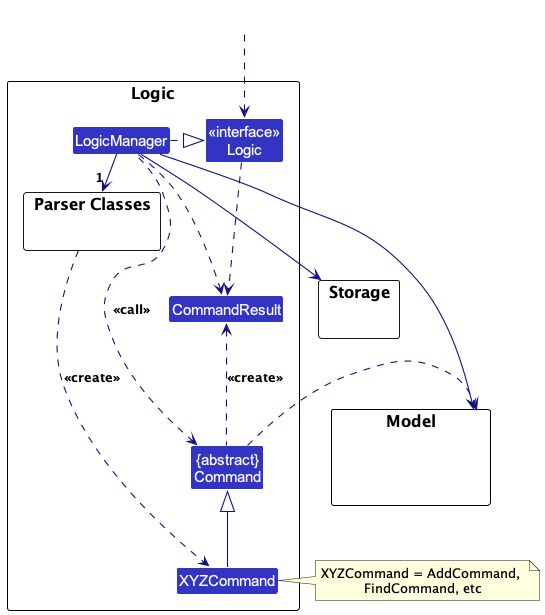 Logic
LogicManager
«interface»
Logic
1
Parser Classes
Storage
CommandResult
«call»
«create»
«create»
Model
{abstract}
Command
XYZCommand
XYZCommand = AddCommand,
FindCommand, etc